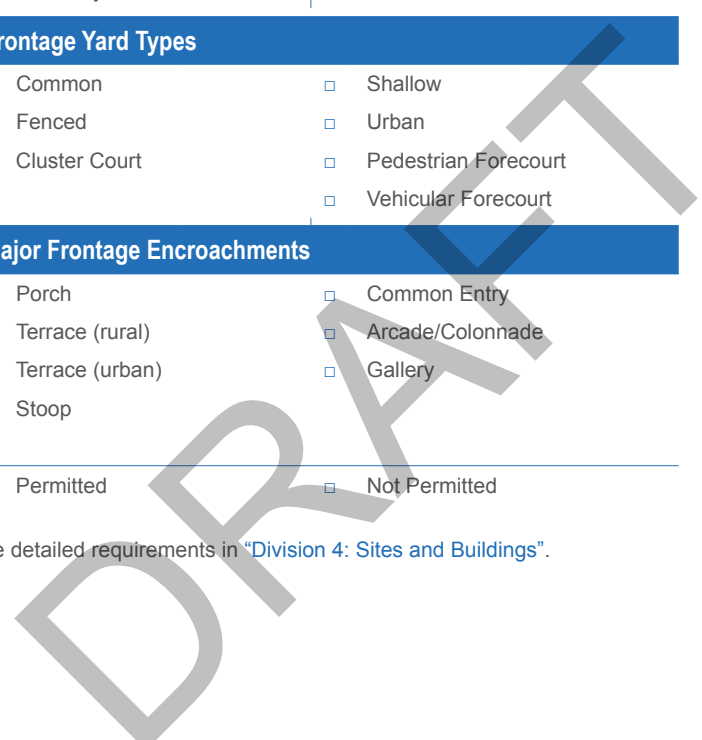 rontage Yard Types
Common □ Shallow
Fenced □ Urban
Cluster Court □ Pedestrian Forecourt
□ Vehicular Forecourt
ajor Frontage Encroachments
Porch □ Common Entry
Terrace (rural) □ Arcade/Colonnade
Terrace (urban) □ Gallery
Stoop
Permitted □ Not Permitted
e detailed requirements in “Division 4: Sites and Buildings”.
DRAFT